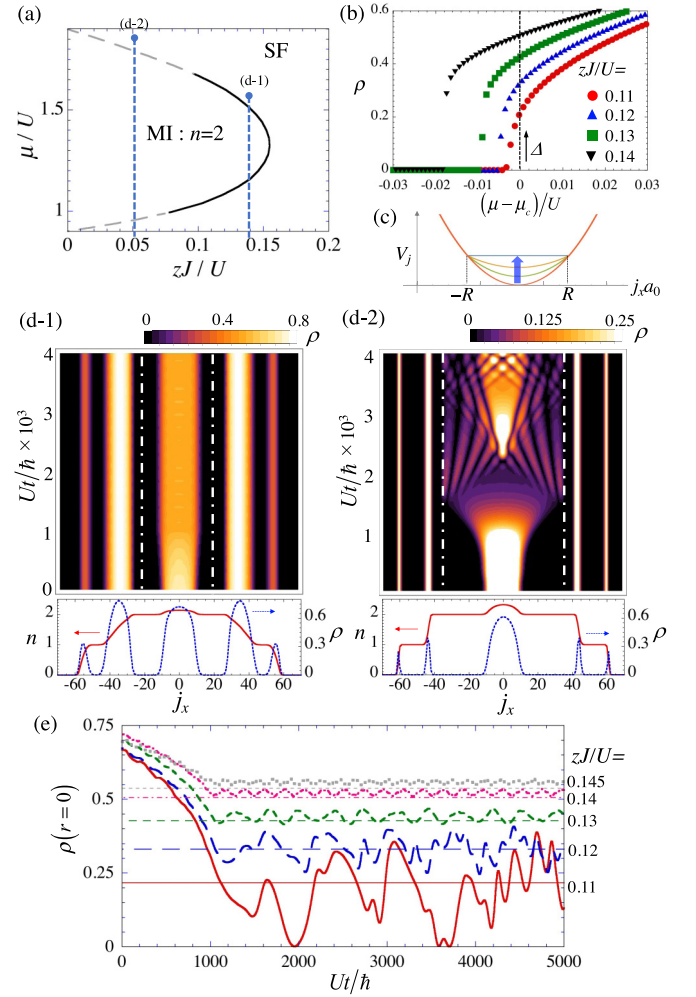 (a)
(d-2)
SF
(d-1)
MI : n=2
μ / U
1.5
1
0
0.05
0.1
0.15
0.2
zJ / U
(b)
0.6
0.4
0.2
0.0
ρ
zJ/U=
0.11
0.12
0.13
0.14
Δ
-0.03
-0.02
-0.01
0
0.01
0.02
0.03
(μ−μc)/U
(c)
Vj
−R
R
jxa0
(d-1)
0
0.4
0.8
ρ
4
3
2
1
0
Ut/ℏ × 10³
2
1
0
n
0.6
0.3
0
ρ
-60
-40
-20
0
20
40
60
jx
(d-2)
0
0.125
0.25
ρ
4
3
2
1
Ut/ℏ × 10³
2
1
0
n
0.6
0.3
0
ρ
-60
-40
-20
0
20
40
60
jx
(e)
0.75
0.5
0.25
0
ρ(r=0)
zJ/U=
0.145
0.14
0.13
0.12
0.11
0
1000
2000
3000
4000
5000
Ut/ℏ